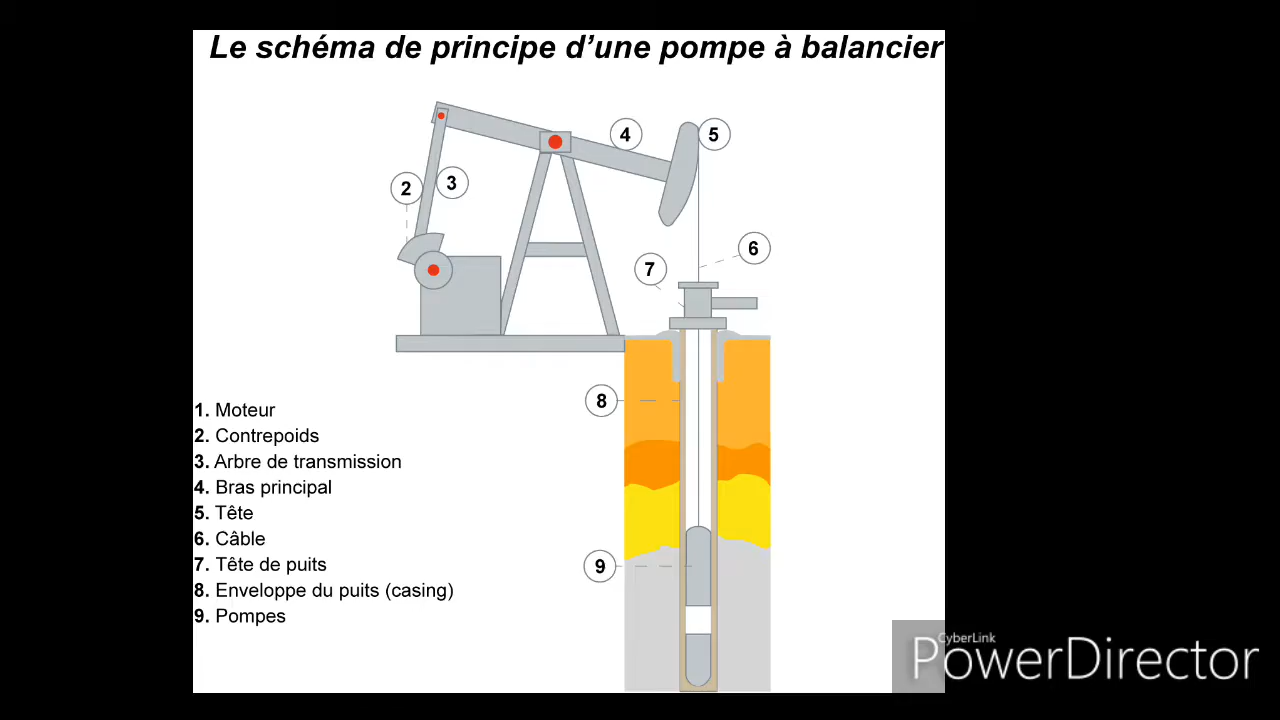 Le schéma de principe d’une pompe à balancier
4
5
2
3
6
7
8
9
1. Moteur
2. Contrepoids
3. Arbre de transmission
4. Bras principal
5. Tête
6. Câble
7. Tête de puits
8. Enveloppe du puits (casing)
9. Pompes
CyberLink
PowerDirector